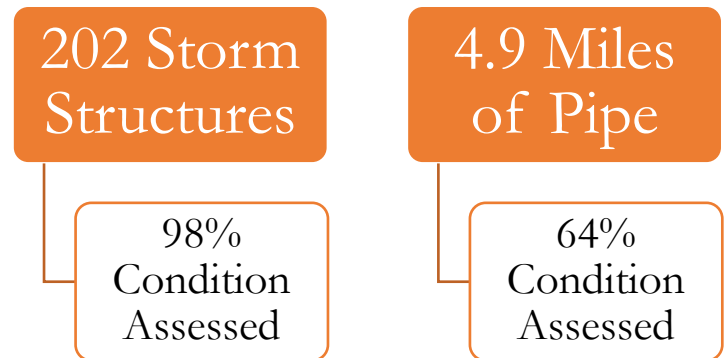 202 Storm
Structures
98%
Condition
Assessed
4.9 Miles
of Pipe
64%
Condition
Assessed